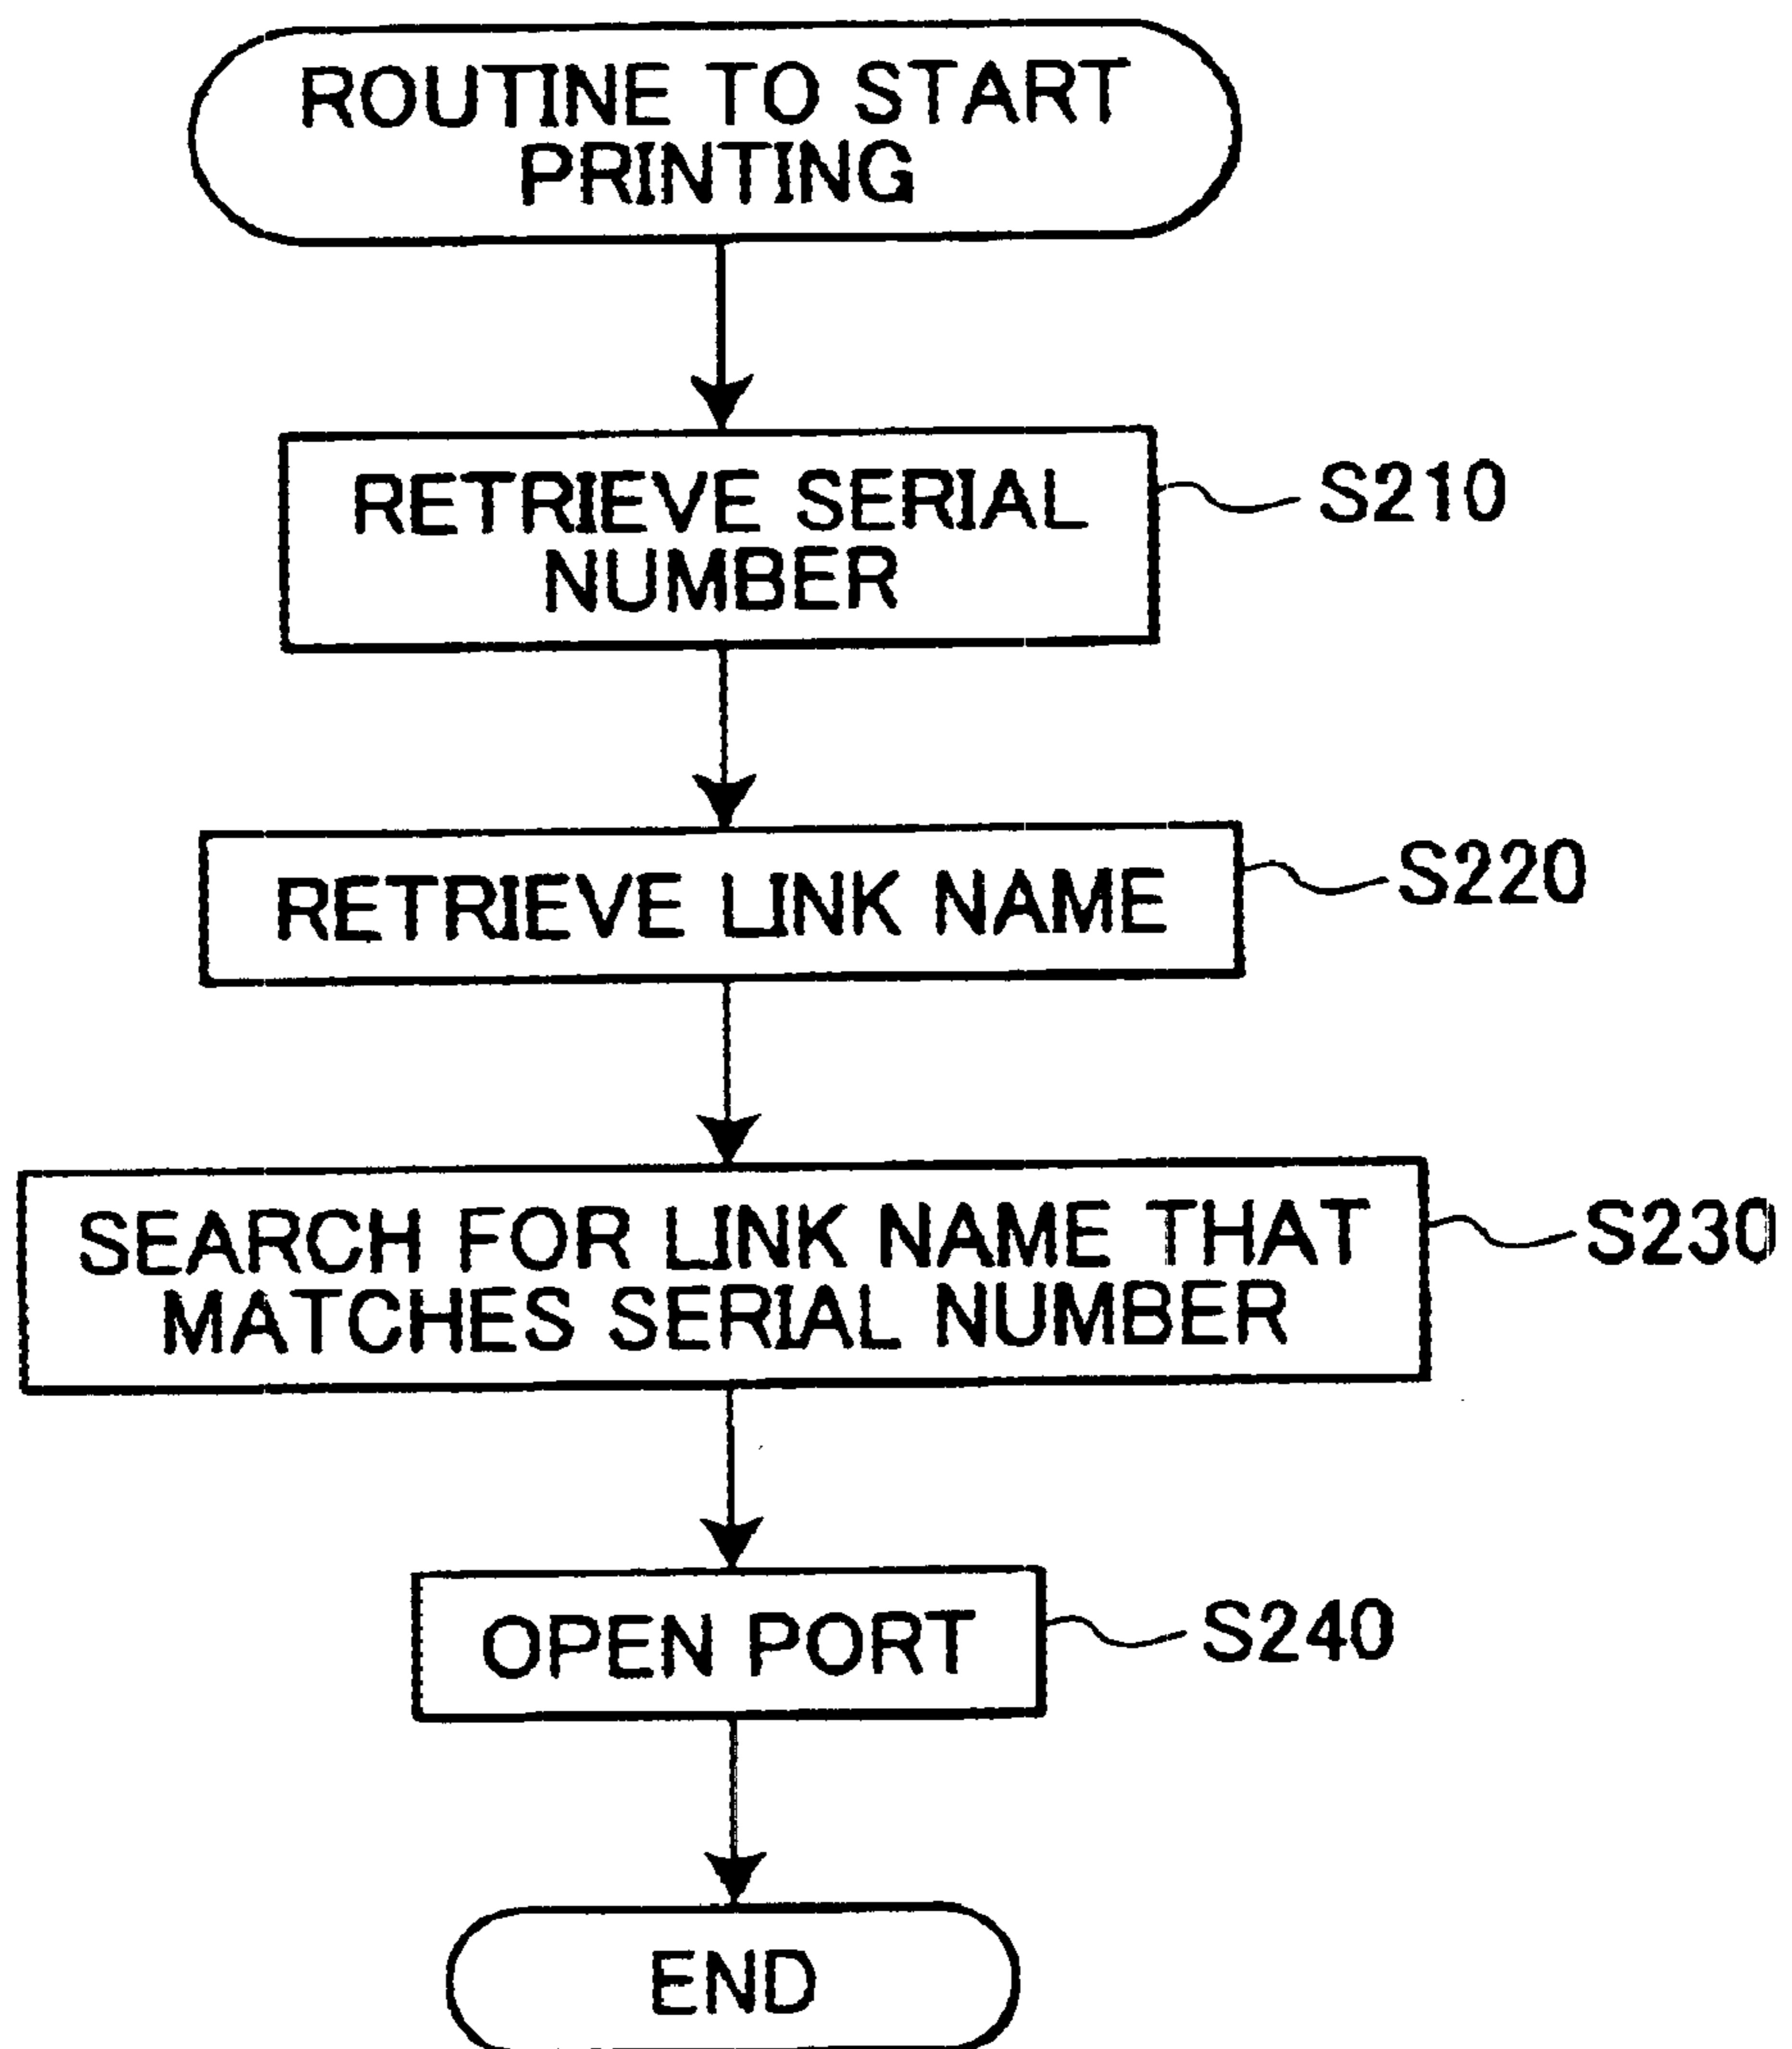 ROUTINE TO START
PRINTING
RETRIEVE SERIAL
NUMBER
S210
RETRIEVE LINK NAME
S220
SEARCH FOR LINK NAME THAT
MATCHES SERIAL NUMBER
S230
OPEN PORT
S240
END